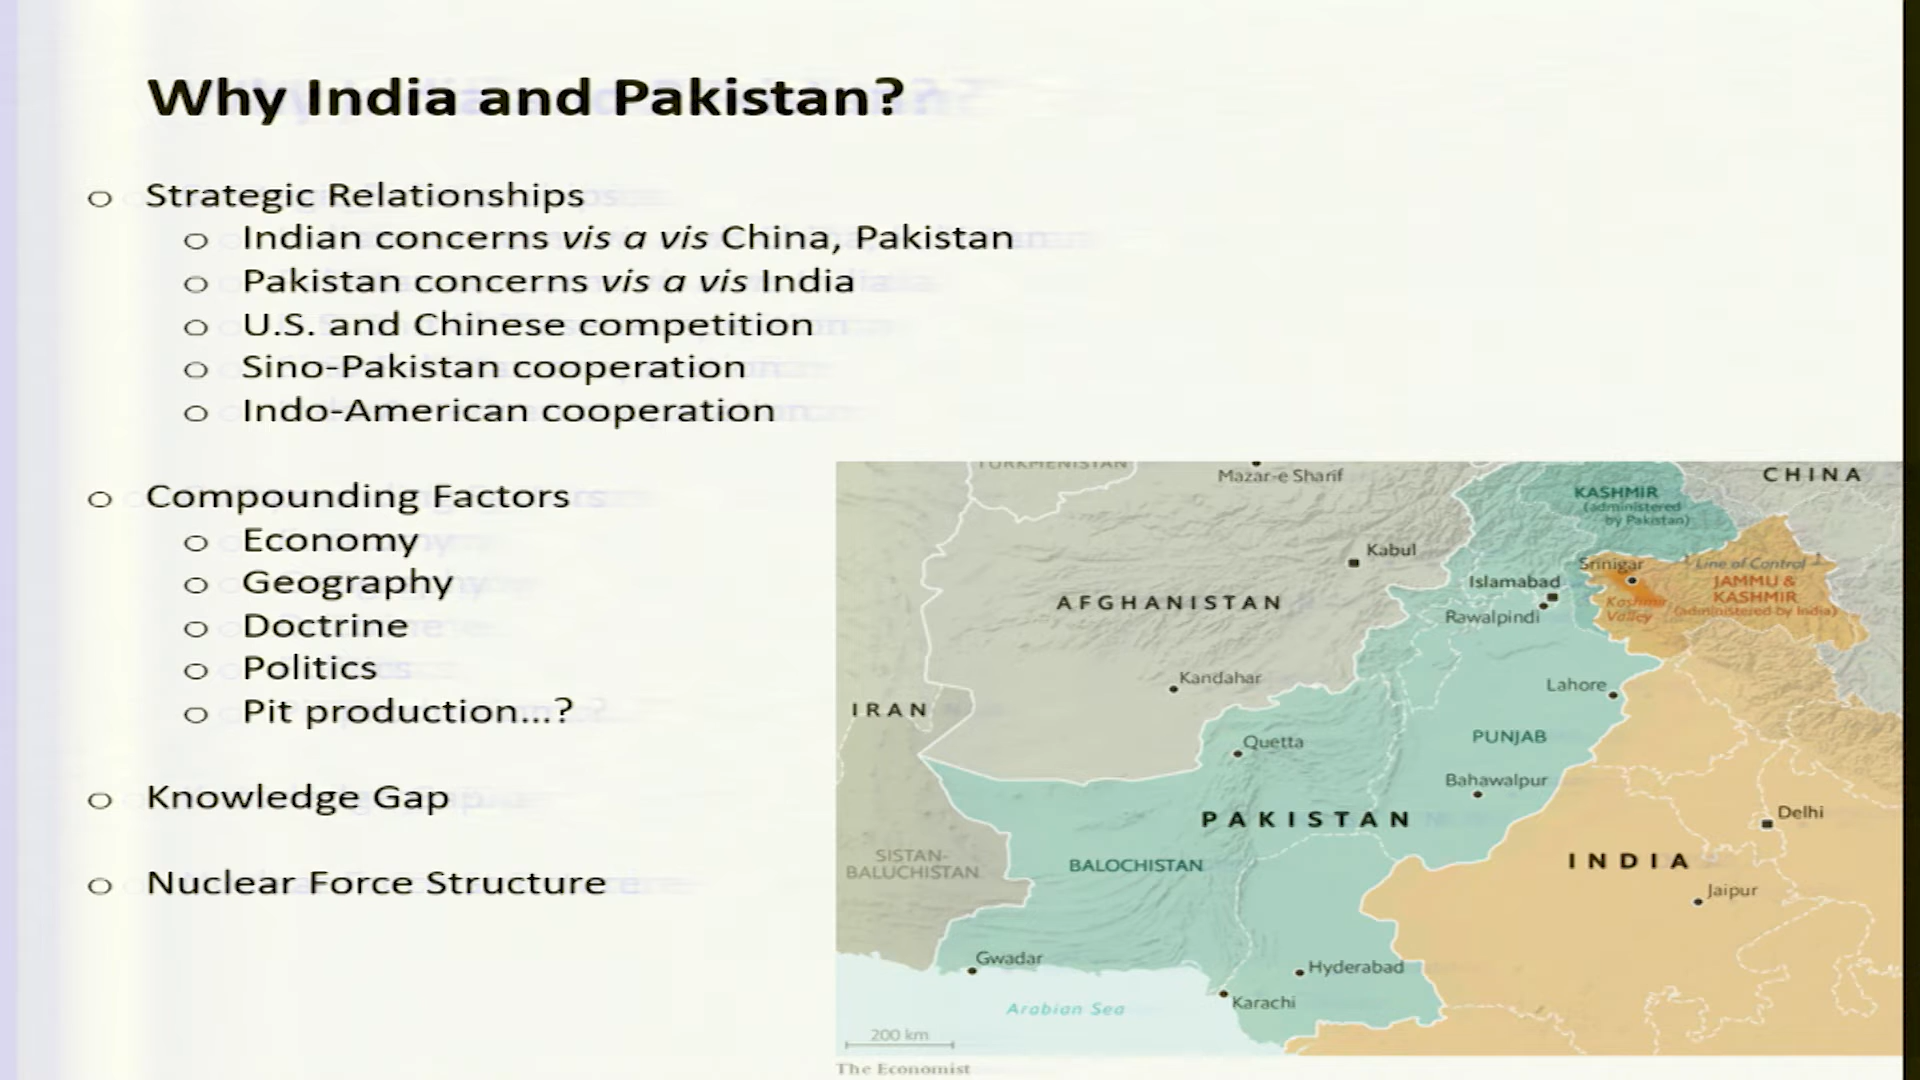 Why India and Pakistan?
o Strategic Relationships
o Indian concerns vis a vis China, Pakistan
o Pakistan concerns vis a vis India
o U.S. and Chinese competition
o Sino-Pakistan cooperation
o Indo-American cooperation
o Compounding Factors
o Economy
o Geography
o Doctrine
o Politics
o Pit production...?
o Knowledge Gap
o Nuclear Force Structure
TURKMENISTAN
Mazar-e Sharif
CHINA
KASHMIR
(administered
by Pakistan)
Kabul
Srinigar
Line of Control
Islamabad
JAMMU &
KASHMIR
(administered by India)
Kashmir
Valley
AFGHANISTAN
Rawalpindi
Kandahar
Lahore
IRAN
PUNJAB
Quetta
Bahawalpur
PAKISTAN
Delhi
SISTAN-
BALUCHISTAN
BALOCHISTAN
INDIA
Jaipur
Gwadar
Hyderabad
Karachi
Arabian Sea
200 km
The Economist